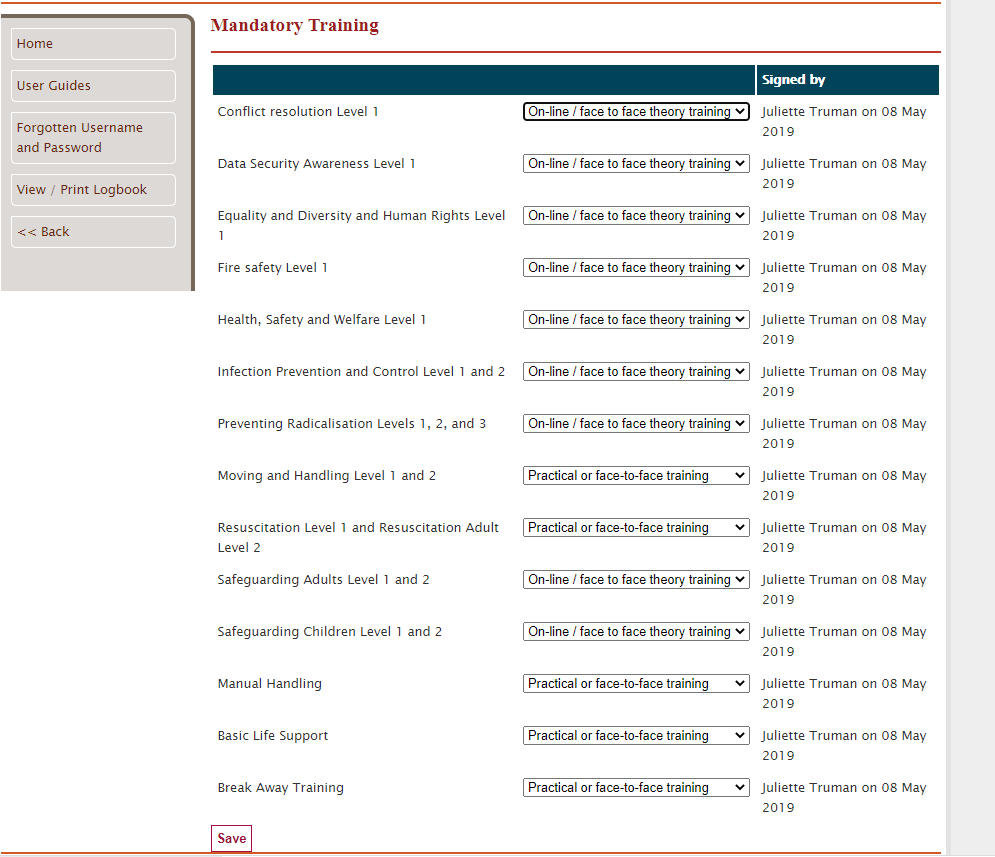 Mandatory Training
Home
User Guides
Forgotten Username
and Password
View / Print Logbook
<< Back
Signed by
Conflict resolution Level 1 On-line / face to face theory training Juliette Truman on 08 May
2019
Data Security Awareness Level 1 On-line / face to face theory training Juliette Truman on 08 May
2019
Equality and Diversity and Human Rights Level On-line / face to face theory training Juliette Truman on 08 May
1 2019
Fire safety Level 1 On-line / face to face theory training Juliette Truman on 08 May
2019
Health, Safety and Welfare Level 1 On-line / face to face theory training Juliette Truman on 08 May
2019
Infection Prevention and Control Level 1 and 2 On-line / face to face theory training Juliette Truman on 08 May
2019
Preventing Radicalisation Levels 1, 2, and 3 On-line / face to face theory training Juliette Truman on 08 May
2019
Moving and Handling Level 1 and 2 Practical or face-to-face training Juliette Truman on 08 May
2019
Resuscitation Level 1 and Resuscitation Adult Practical or face-to-face training Juliette Truman on 08 May
Level 2 2019
Safeguarding Adults Level 1 and 2 On-line / face to face theory training Juliette Truman on 08 May
2019
Safeguarding Children Level 1 and 2 On-line / face to face theory training Juliette Truman on 08 May
2019
Manual Handling Practical or face-to-face training Juliette Truman on 08 May
2019
Basic Life Support Practical or face-to-face training Juliette Truman on 08 May
2019
Break Away Training Practical or face-to-face training Juliette Truman on 08 May
2019
Save